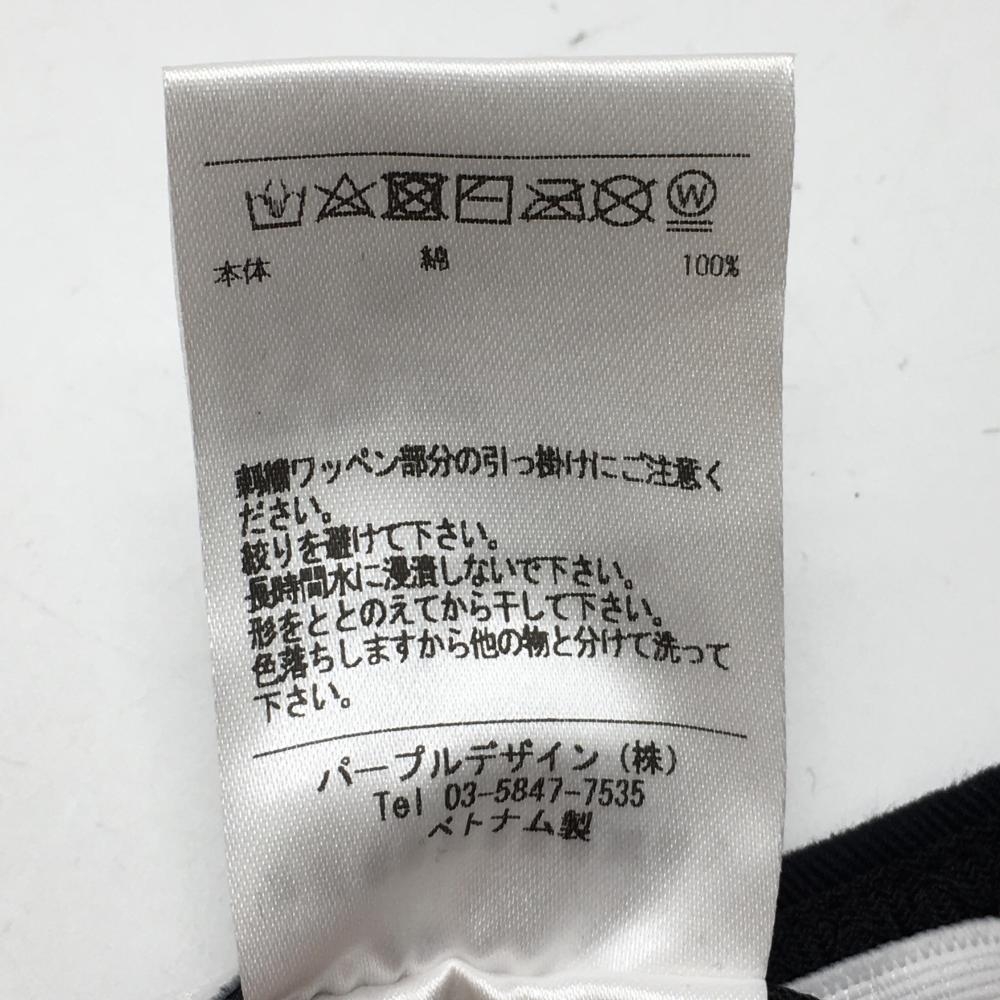 W
本体 綿 100%
刺繍ワッペン部分の引っ掛けにご注意く
ださい。
絞りを避けて下さい。
長時間水に浸漬しないで下さい。
形をととのえてから干して下さい。
色落ちしますから他の物と分けて洗って
下さい。
パープルデザイン(株)
Tel 03-5847-7535
ベトナム製